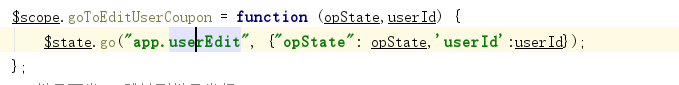 $scope.goToEditUserCoupon = function (opState,userId) {
$state.go("app.userEdit", {"opState": opState,'userId':userId});
};